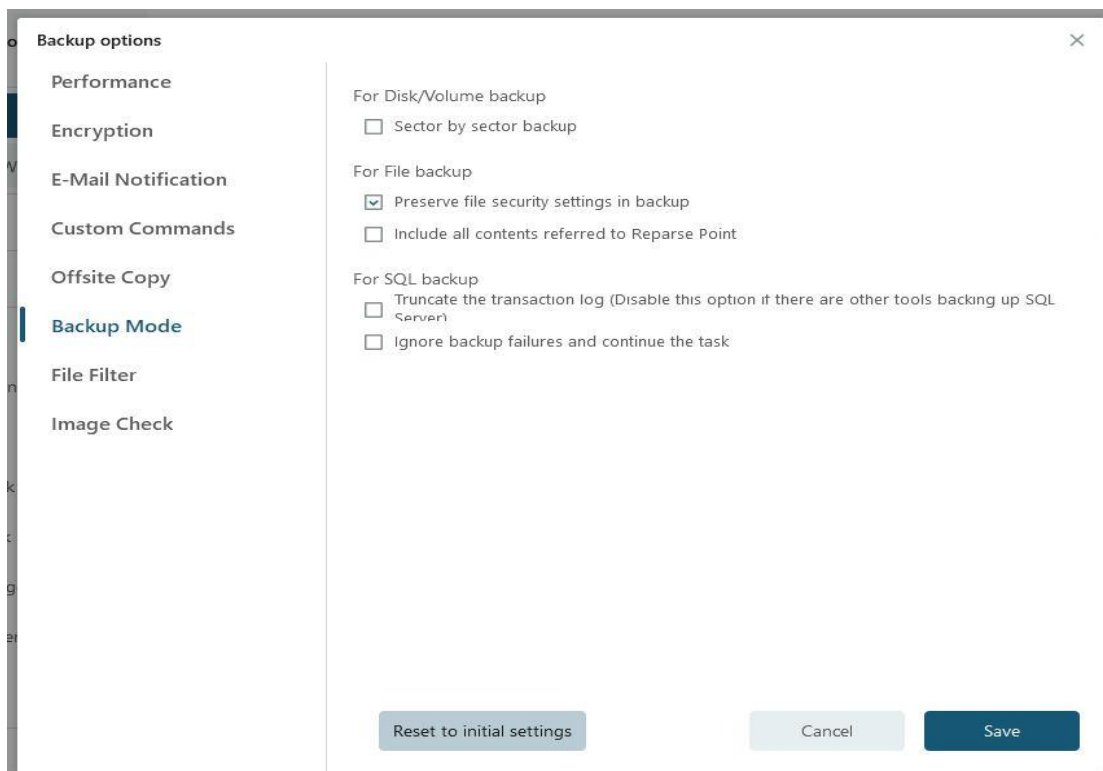 Backup options
Performance
Encryption
E-Mail Notification
Custom Commands
Offsite Copy
Backup Mode
File Filter
Image Check
For Disk/Volume backup
Sector by sector backup
For File backup
Preserve file security settings in backup
Include all contents referred to Reparse Point
For SQL backup
Truncate the transaction log (Disable this option if there are other tools backing up SQL
Server)
Ignore backup failures and continue the task
Reset to initial settings
Cancel
Save